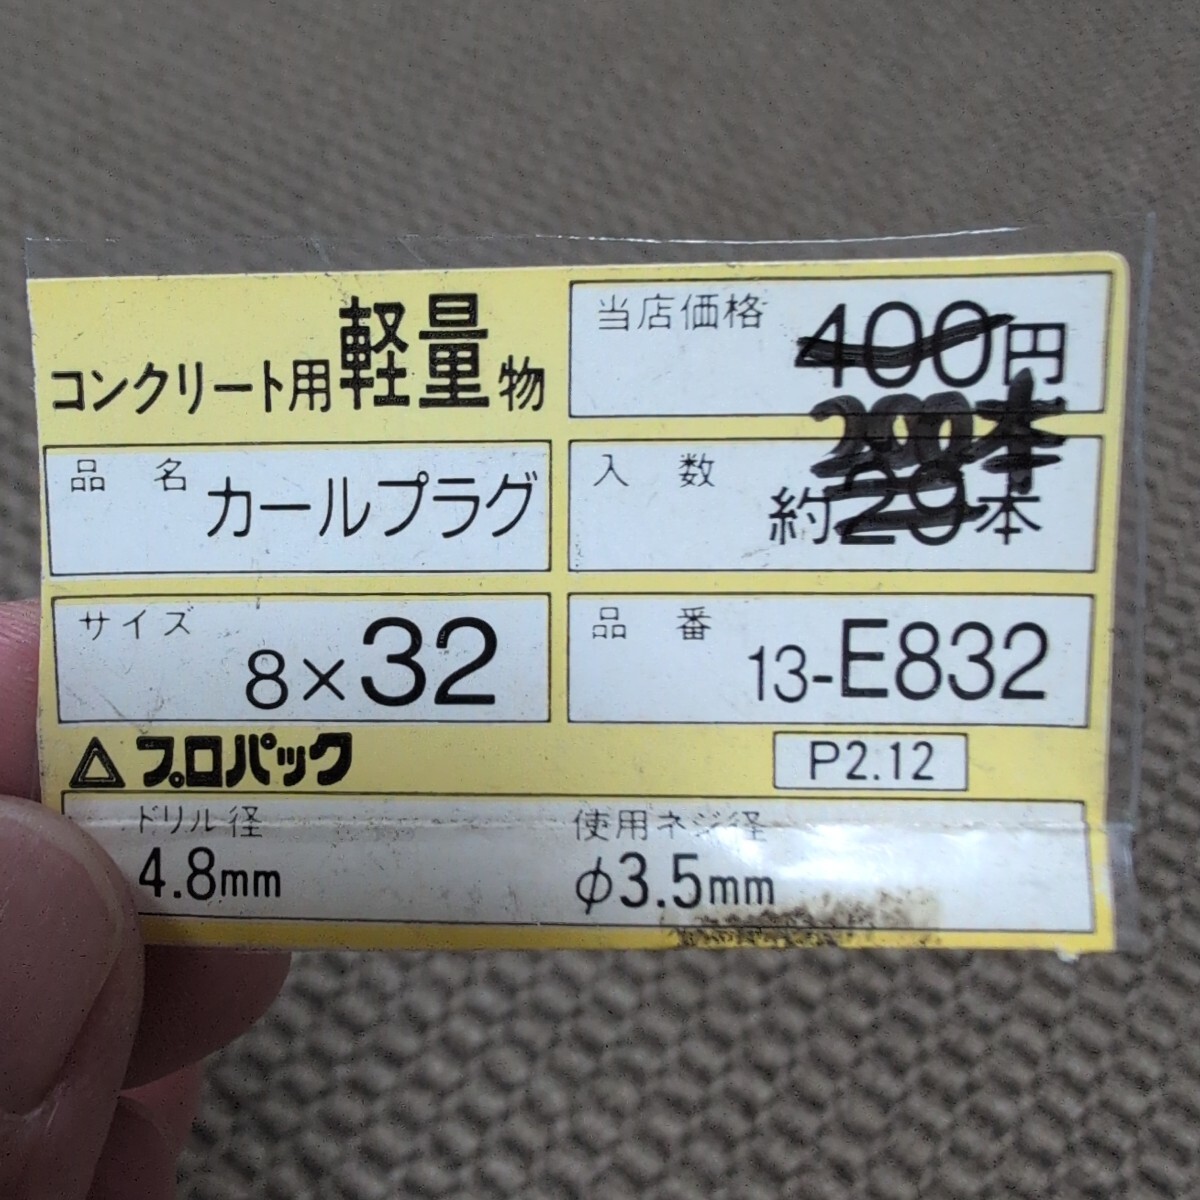 コンクリート用軽量物
当店価格
400円
200本
品名
カールプラグ
入数
約20本
サイズ
8×32
品番
13-E832
プロパック
P2.12
ドリル径
4.8mm
使用ネジ径
φ3.5mm